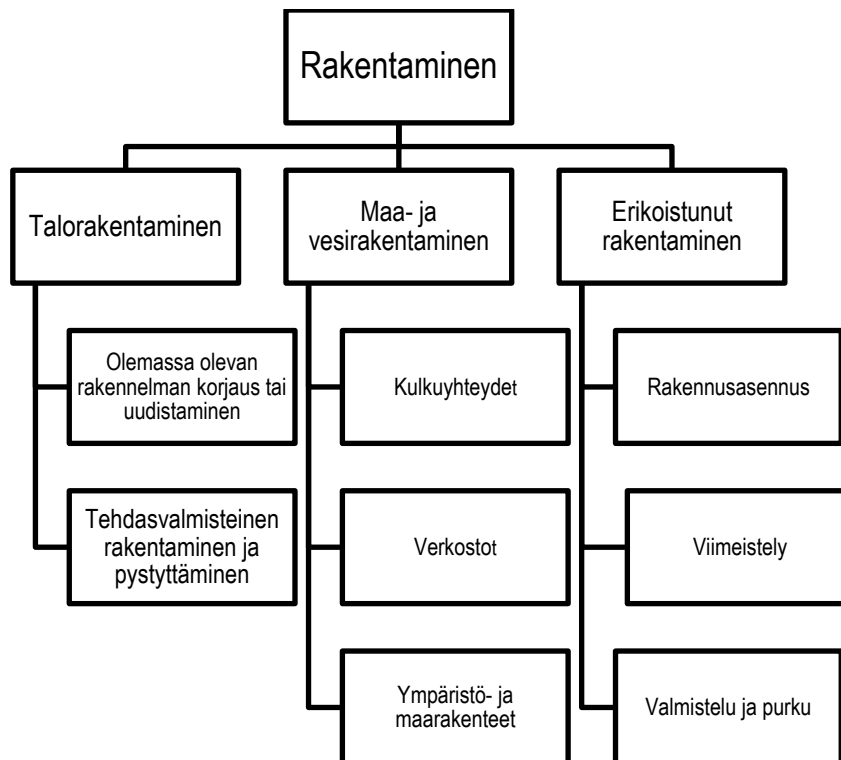 Rakentaminen
Talorakentaminen
Maa- ja
vesirakentaminen
Erikoistunut
rakentaminen
Olemassa olevan
rakennelman korjaus tai
uudistaminen
Kulkuyhteydet
Rakennusasennus
Tehdasvalmisteinen
rakentaminen ja
pystyttäminen
Verkostot
Viimeistely
Ympäristö- ja
maarakenteet
Valmistelu ja purku